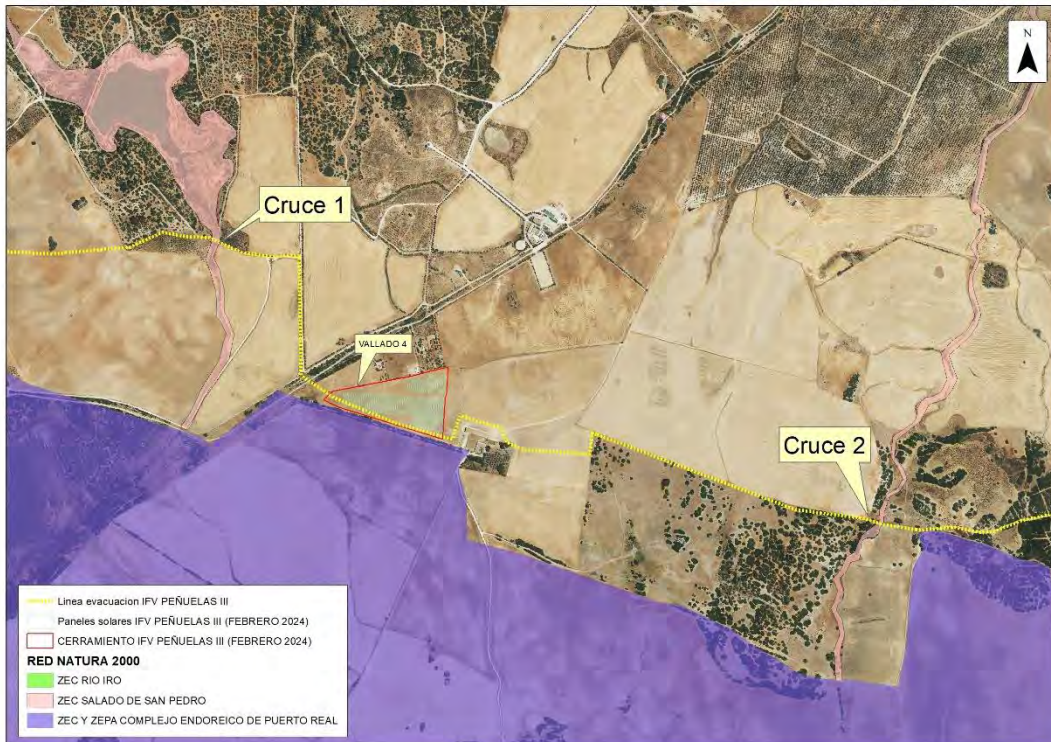 N
Cruce 1
VALLADO 4
Cruce 2
Linea evacuacion IFV PEÑUELAS III
Paneles solares IFV PEÑUELAS III (FEBRERO 2024)
CERRAMIENTO IFV PEÑUELAS III (FEBRERO 2024)
RED NATURA 2000
ZEC RIO IRO
ZEC SALADO DE SAN PEDRO
ZEC Y ZEPA COMPLEJO ENDOREICO DE PUERTO REAL